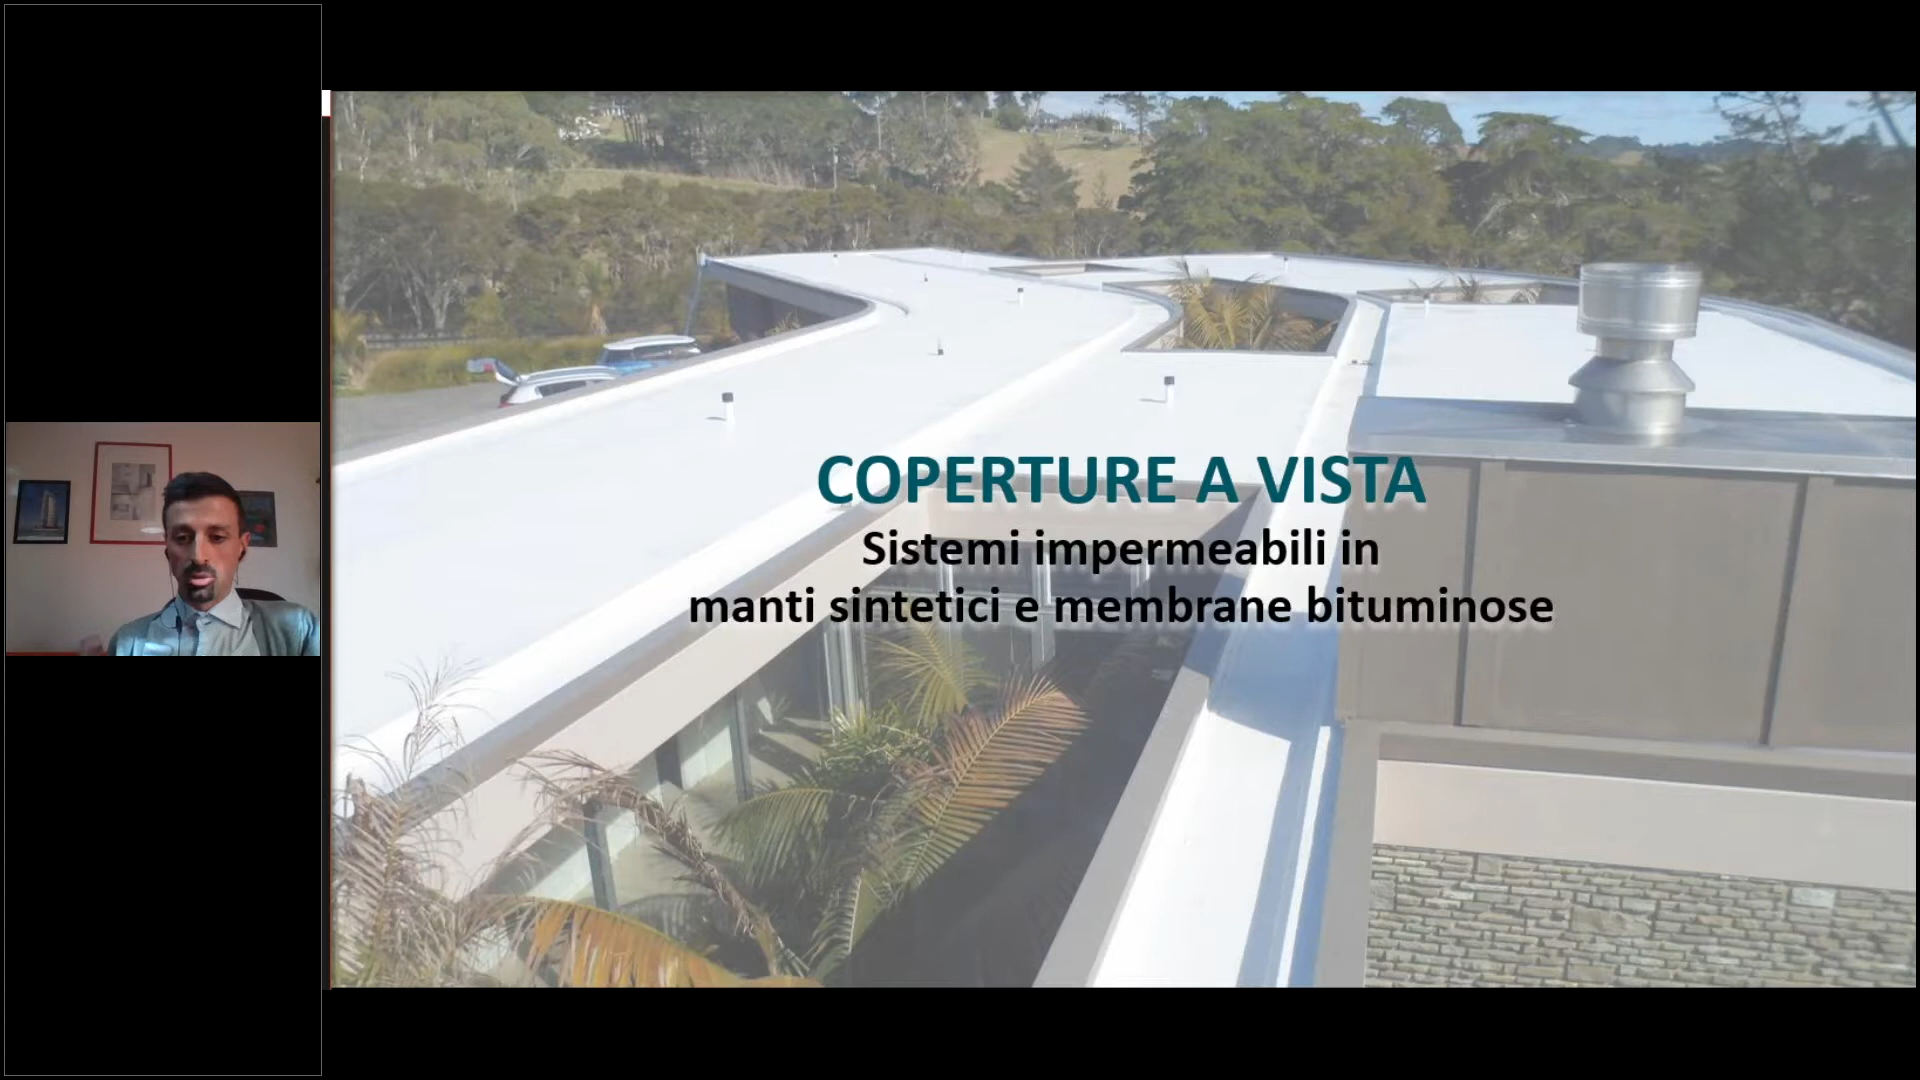 COPERTURE A VISTA
Sistemi impermeabili in
manti sintetici e membrane bituminose